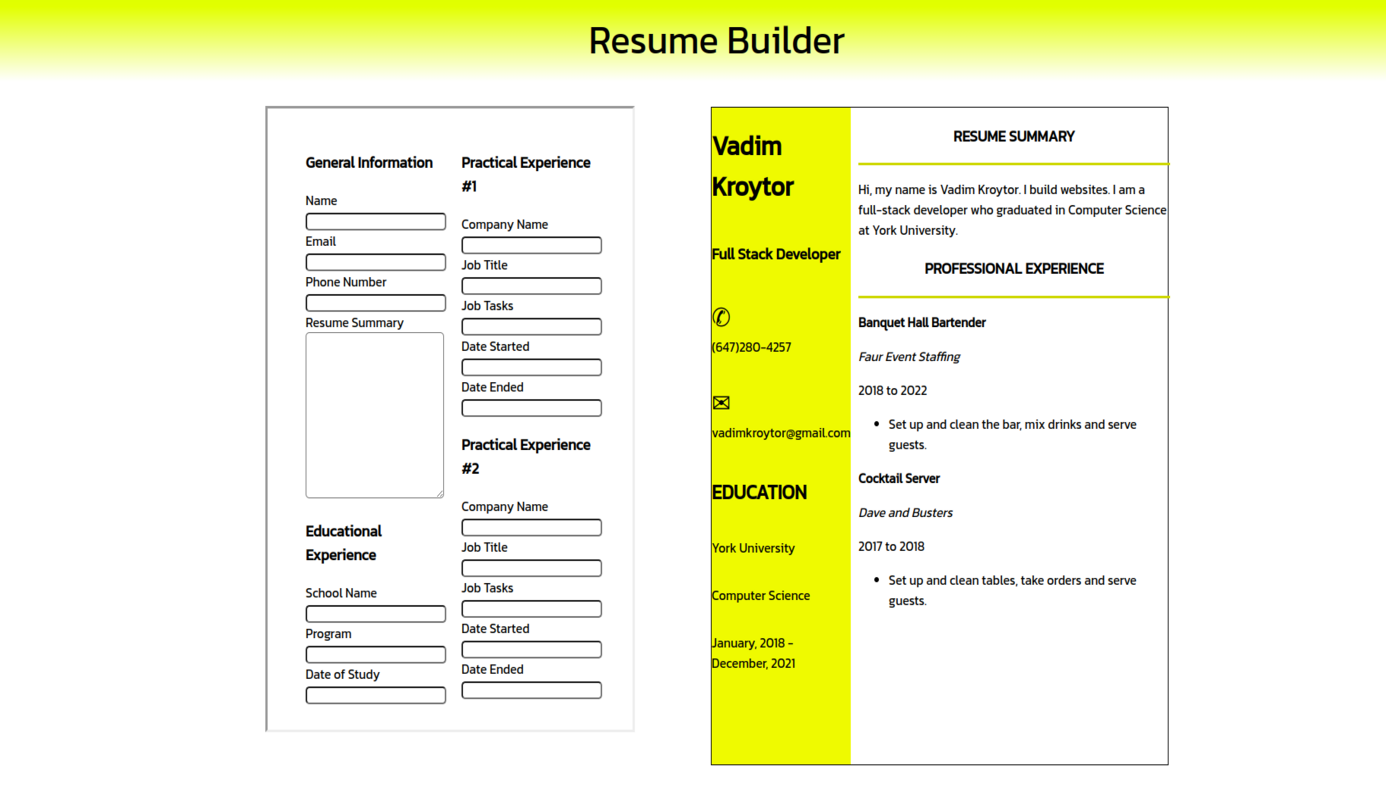 Resume Builder
General Information
Name
Email
Phone Number
Resume Summary
Educational
Experience
School Name
Program
Date of Study
Practical Experience
#1
Company Name
Job Title
Job Tasks
Date Started
Date Ended
Practical Experience
#2
Company Name
Job Title
Job Tasks
Date Started
Date Ended
Vadim
Kroytor
Full Stack Developer
✆
(647)280-4257
✉
vadimkroytor@gmail.com
EDUCATION
York University
Computer Science
January, 2018 -
December, 2021
RESUME SUMMARY
Hi, my name is Vadim Kroytor. I build websites. I am a
full-stack developer who graduated in Computer Science
at York University.
PROFESSIONAL EXPERIENCE
Banquet Hall Bartender
Faur Event Staffing
2018 to 2022
• Set up and clean the bar, mix drinks and serve
guests.
Cocktail Server
Dave and Busters
2017 to 2018
• Set up and clean tables, take orders and serve
guests.